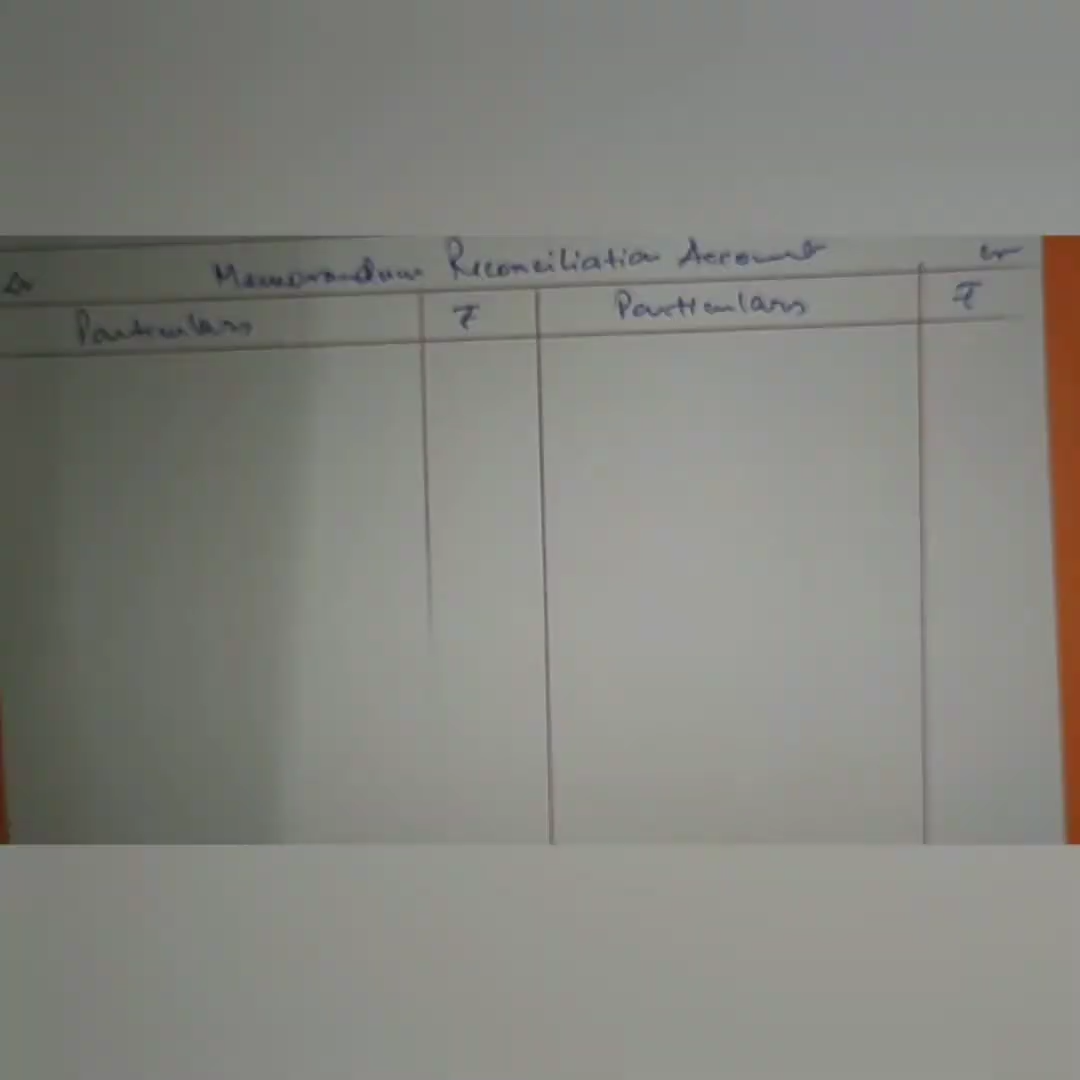 Dr Memorandum Reconciliation Account Cr
Particulars ₹ Particulars ₹